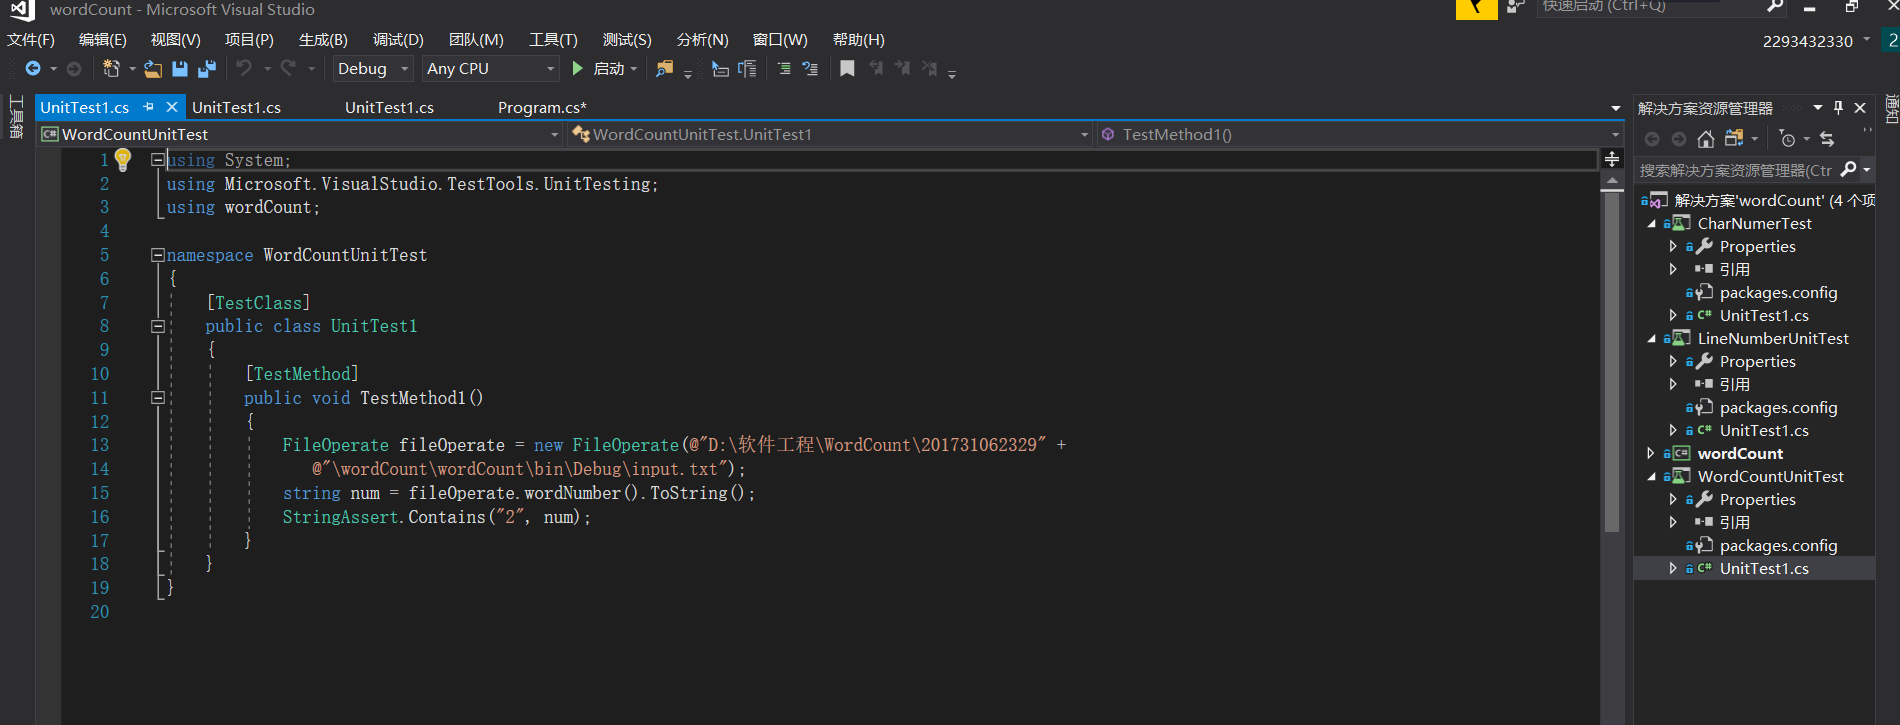 wordCount - Microsoft Visual Studio
快速启动 (Ctrl+Q)
文件(F) 编辑(E) 视图(V) 项目(P) 生成(B) 调试(D) 团队(M) 工具(T) 测试(S) 分析(N) 窗口(W) 帮助(H)
2293432330
2
Debug Any CPU 启动
工具箱
UnitTest1.cs UnitTest1.cs UnitTest1.cs Program.cs*
WordCountUnitTest WordCountUnitTest.UnitTest1 TestMethod1()
1 using System;
2 using Microsoft.VisualStudio.TestTools.UnitTesting;
3 using wordCount;
4
5 namespace WordCountUnitTest
6 {
7 [TestClass]
8 public class UnitTest1
9 {
10 [TestMethod]
11 public void TestMethod1()
12 {
13 FileOperate fileOperate = new FileOperate(@"D:\软件工程\WordCount\201731062329" +
14 @"\wordCount\wordCount\bin\Debug\input.txt");
15 string num = fileOperate.wordNumber().ToString();
16 StringAssert.Contains("2", num);
17 }
18 }
19 }
20
解决方案资源管理器
搜索解决方案资源管理器(Ctr
解决方案'wordCount' (4 个项
CharNumerTest
Properties
引用
packages.config
C# UnitTest1.cs
LineNumberUnitTest
Properties
引用
packages.config
C# UnitTest1.cs
C# wordCount
WordCountUnitTest
Properties
引用
packages.config
C# UnitTest1.cs
通知